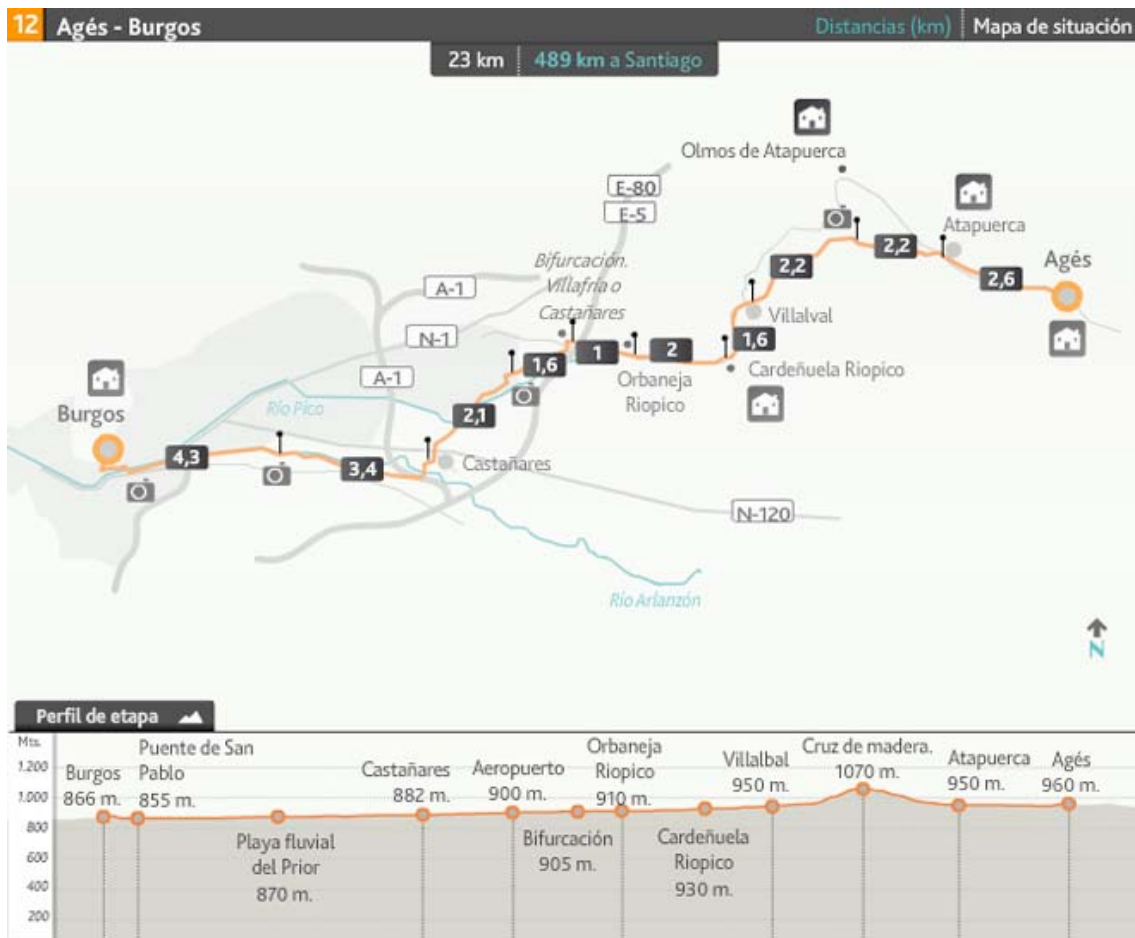 12 Agés - Burgos
Distancias (km) Mapa de situación
23 km 489 km a Santiago
Olmos de Atapuerca
E-80
E-5
Atapuerca
Agés
Bifurcación.
Villafría o
Castañares
A-1
N-1
A-1
2,2
2,2
2,6
Villalval
1,6
1
2
1,6
Orbaneja
Riopico
Cardeñuela Riopico
Burgos
Río Pico
2,1
4,3
3,4
Castañares
N-120
Río Arlanzón
N
Perfil de etapa
Mts.
1.200
1.000
800
600
400
200
Burgos
866 m.
Puente de San
Pablo
855 m.
Playa fluvial
del Prior
870 m.
Castañares
882 m.
Aeropuerto
900 m.
Bifurcación
905 m.
Orbaneja
Riopico
910 m.
Cardeñuela
Riopico
930 m.
Villalbal
950 m.
Cruz de madera.
1070 m.
Atapuerca
950 m.
Agés
960 m.